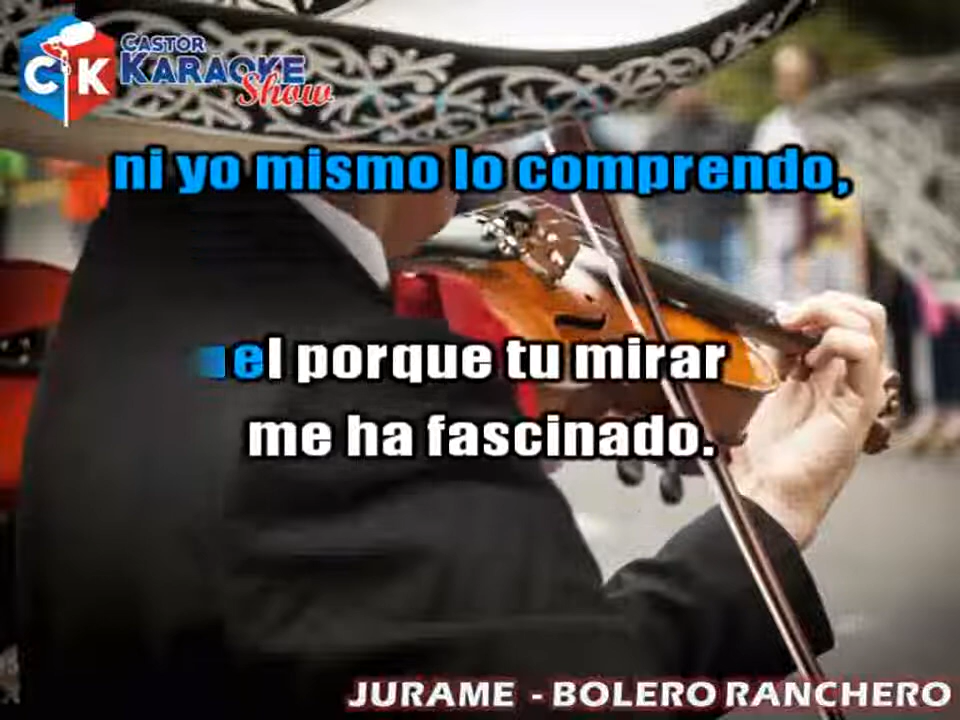 CASTOR
KARAOKE
Show
CK
ni yo mismo lo comprendo,
el porque tu mirar
me ha fascinado.
JURAME - BOLERO RANCHERO